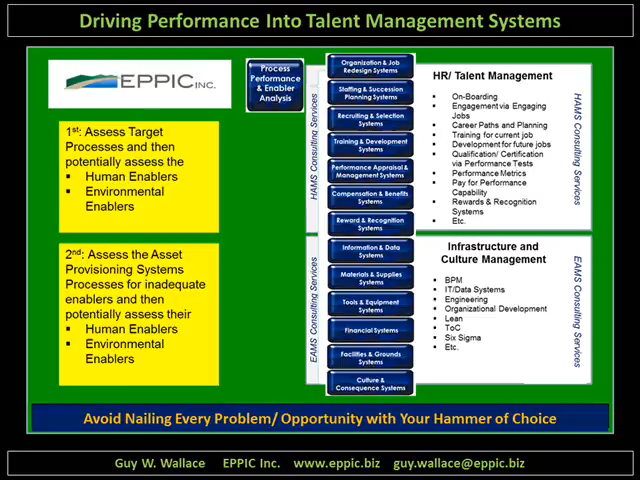 Driving Performance Into Talent Management Systems
EPPIC INC.
Process
Performance
& Enabler
Analysis
1st: Assess Target
Processes and then
potentially assess the
• Human Enablers
• Environmental
Enablers
2nd: Assess the Asset
Provisioning Systems
Processes for inadequate
enablers and then
potentially assess their
• Human Enablers
• Environmental
Enablers
HAMS Consulting Services
EAMS Consulting Services
Organization & Job
Redesign Systems
Staffing & Succession
Planning Systems
Recruiting & Selection
Systems
Training & Development
Systems
Performance Appraisal &
Management Systems
Compensation & Benefits
Systems
Reward & Recognition
Systems
Information & Data
Systems
Materials & Supplies
Systems
Tools & Equipment
Systems
Financial Systems
Facilities & Grounds
Systems
Culture &
Consequence Systems
HR/ Talent Management
• On-Boarding
• Engagement via Engaging
Jobs
• Career Paths and Planning
• Training for current job
• Development for future jobs
• Qualification/ Certification
via Performance Tests
• Performance Metrics
• Pay for Performance
Capability
• Rewards & Recognition
Systems
• Etc.
HAMS Consulting Services
Infrastructure and
Culture Management
• BPM
• IT/Data Systems
• Engineering
• Organizational Development
• Lean
• ToC
• Six Sigma
• Etc.
EAMS Consulting Services
Avoid Nailing Every Problem/ Opportunity with Your Hammer of Choice
Guy W. Wallace EPPIC Inc. www.eppic.biz guy.wallace@eppic.biz